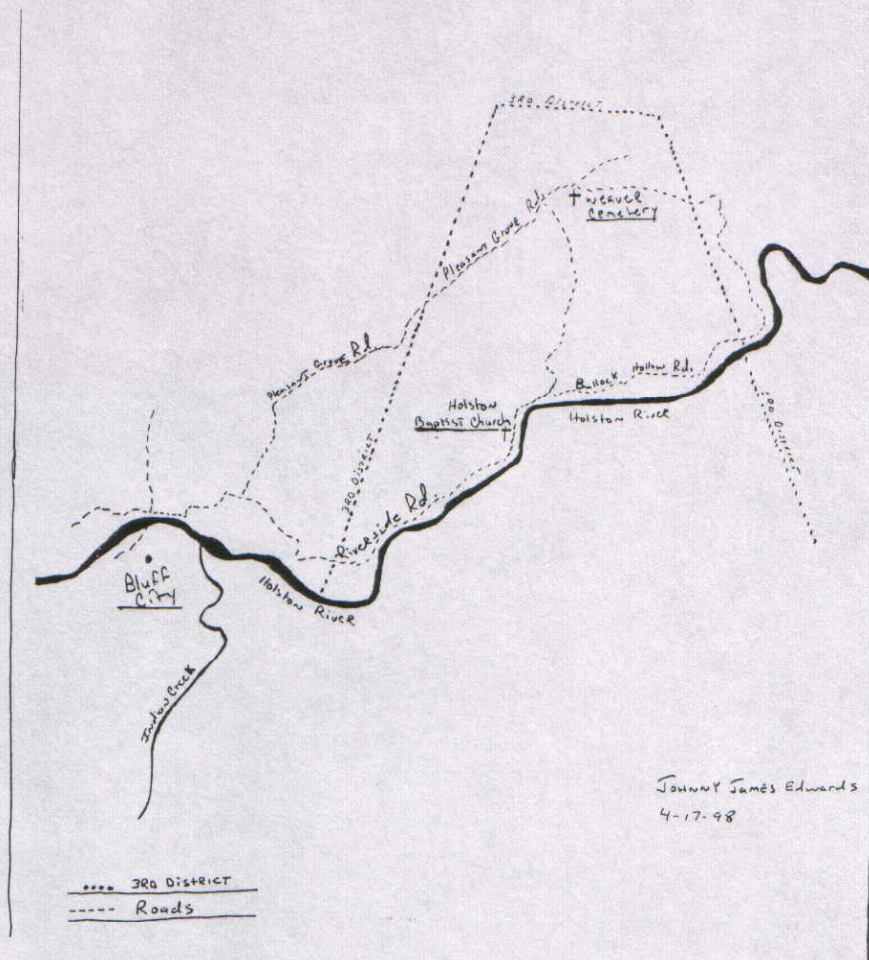 3RD DISTRICT
Weaver
Cemetery
Pleasant Grove Rd.
Pleasant Grove Rd.
Bullock Hollow Rd.
Holston
Baptist Church
Holston River
3RD DISTRICT
3RD DISTRICT
Riverside Rd
Bluff
City
Holston River
Indian Creek
Johnny James Edwards
4-17-98
3RD DISTRICT
Roads